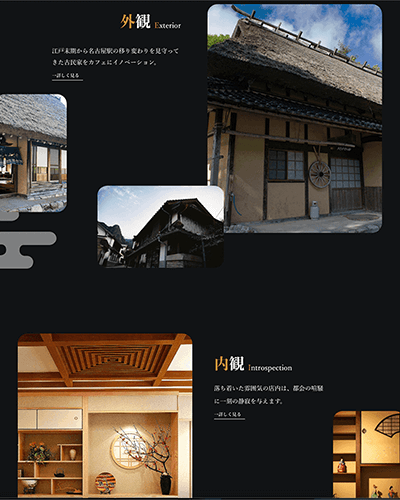 外観 Exterior
江戸末期から名古屋駅の移り変わりを見守って
きた古民家をカフェにイノベーション。
→詳しく見る
内観 Introspection
落ち着いた雰囲気の店内は、都会の喧騒
に一刻の静寂を与えます。
→詳しく見る